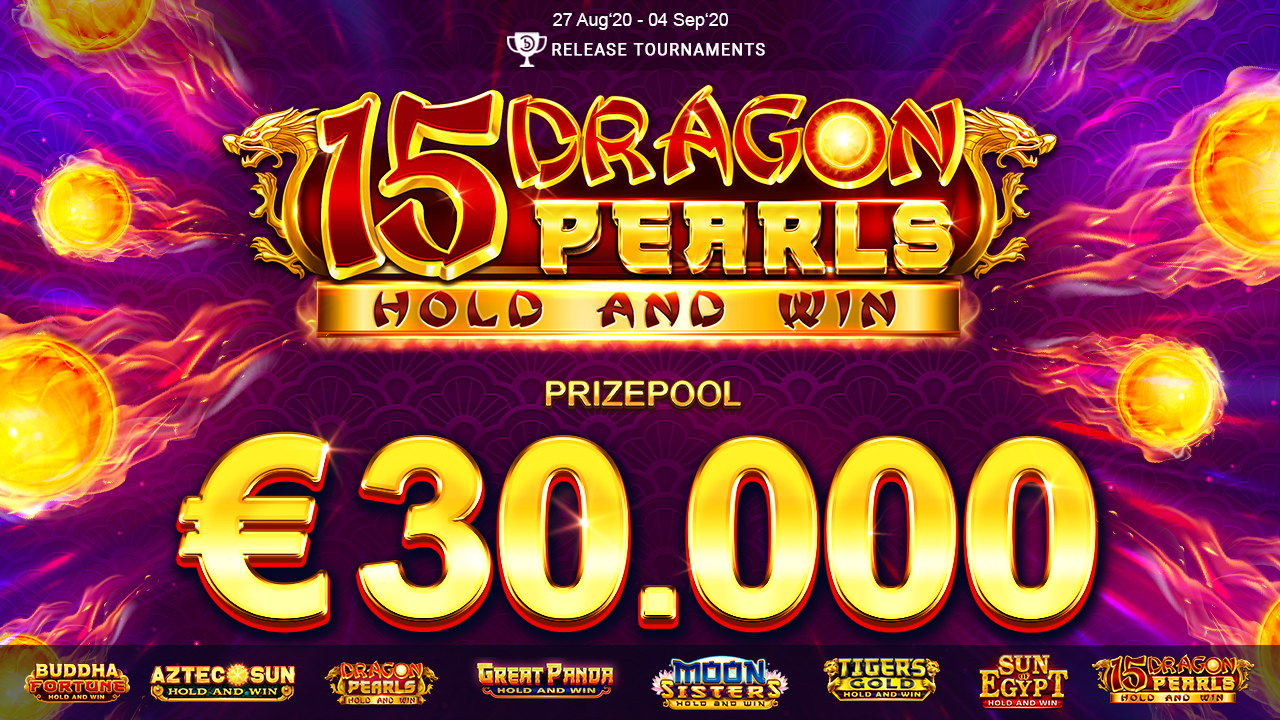 27 Aug‘20 - 04 Sep‘20
RELEASE TOURNAMENTS
15 DRAGON
PEARLS
HOLD AND WIN
PRIZEPOOL
€30.000
BUDDHA
FORTUNE
HOLD AND WIN
AZTEC SUN
HOLD AND WIN
DRAGON
PEARLS
HOLD AND WIN
GREAT PANDA
HOLD AND WIN
MOON
SISTERS
HOLD AND WIN
TIGERS
GOLD
HOLD AND WIN
SUN
OF
EGYPT
HOLD AND WIN
15 DRAGON
PEARLS
HOLD AND WIN